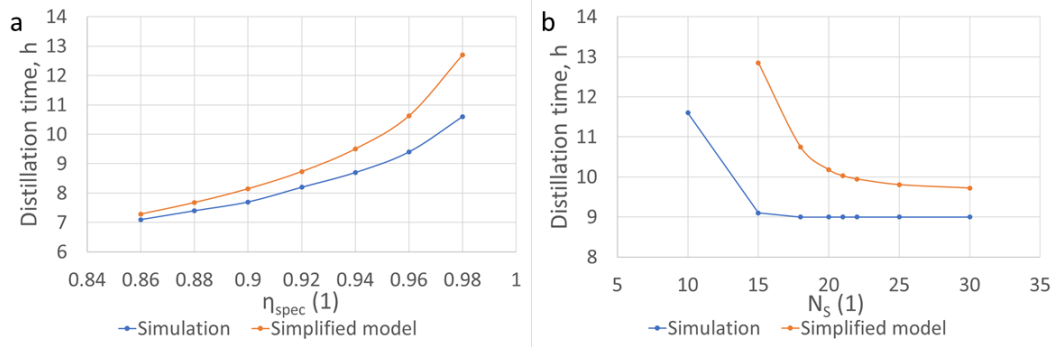 a
Distillation time, h
14
13
12
11
10
9
8
7
6
0.84 0.86 0.88 0.9 0.92 0.94 0.96 0.98 1
ηspec (1)
Simulation Simplified model
b
Distillation time, h
14
13
12
11
10
9
8
5 10 15 20 25 30 35
NS (1)
Simulation Simplified model